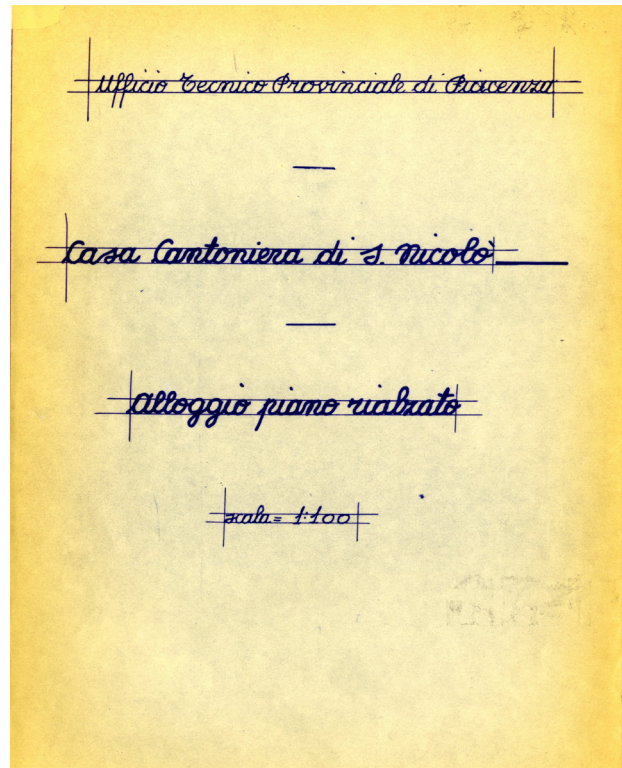 Ufficio Tecnico Provinciale di Piacenza
Casa Cantoniera di S. Nicolò
Alloggio piano rialzato
scala = 1:100